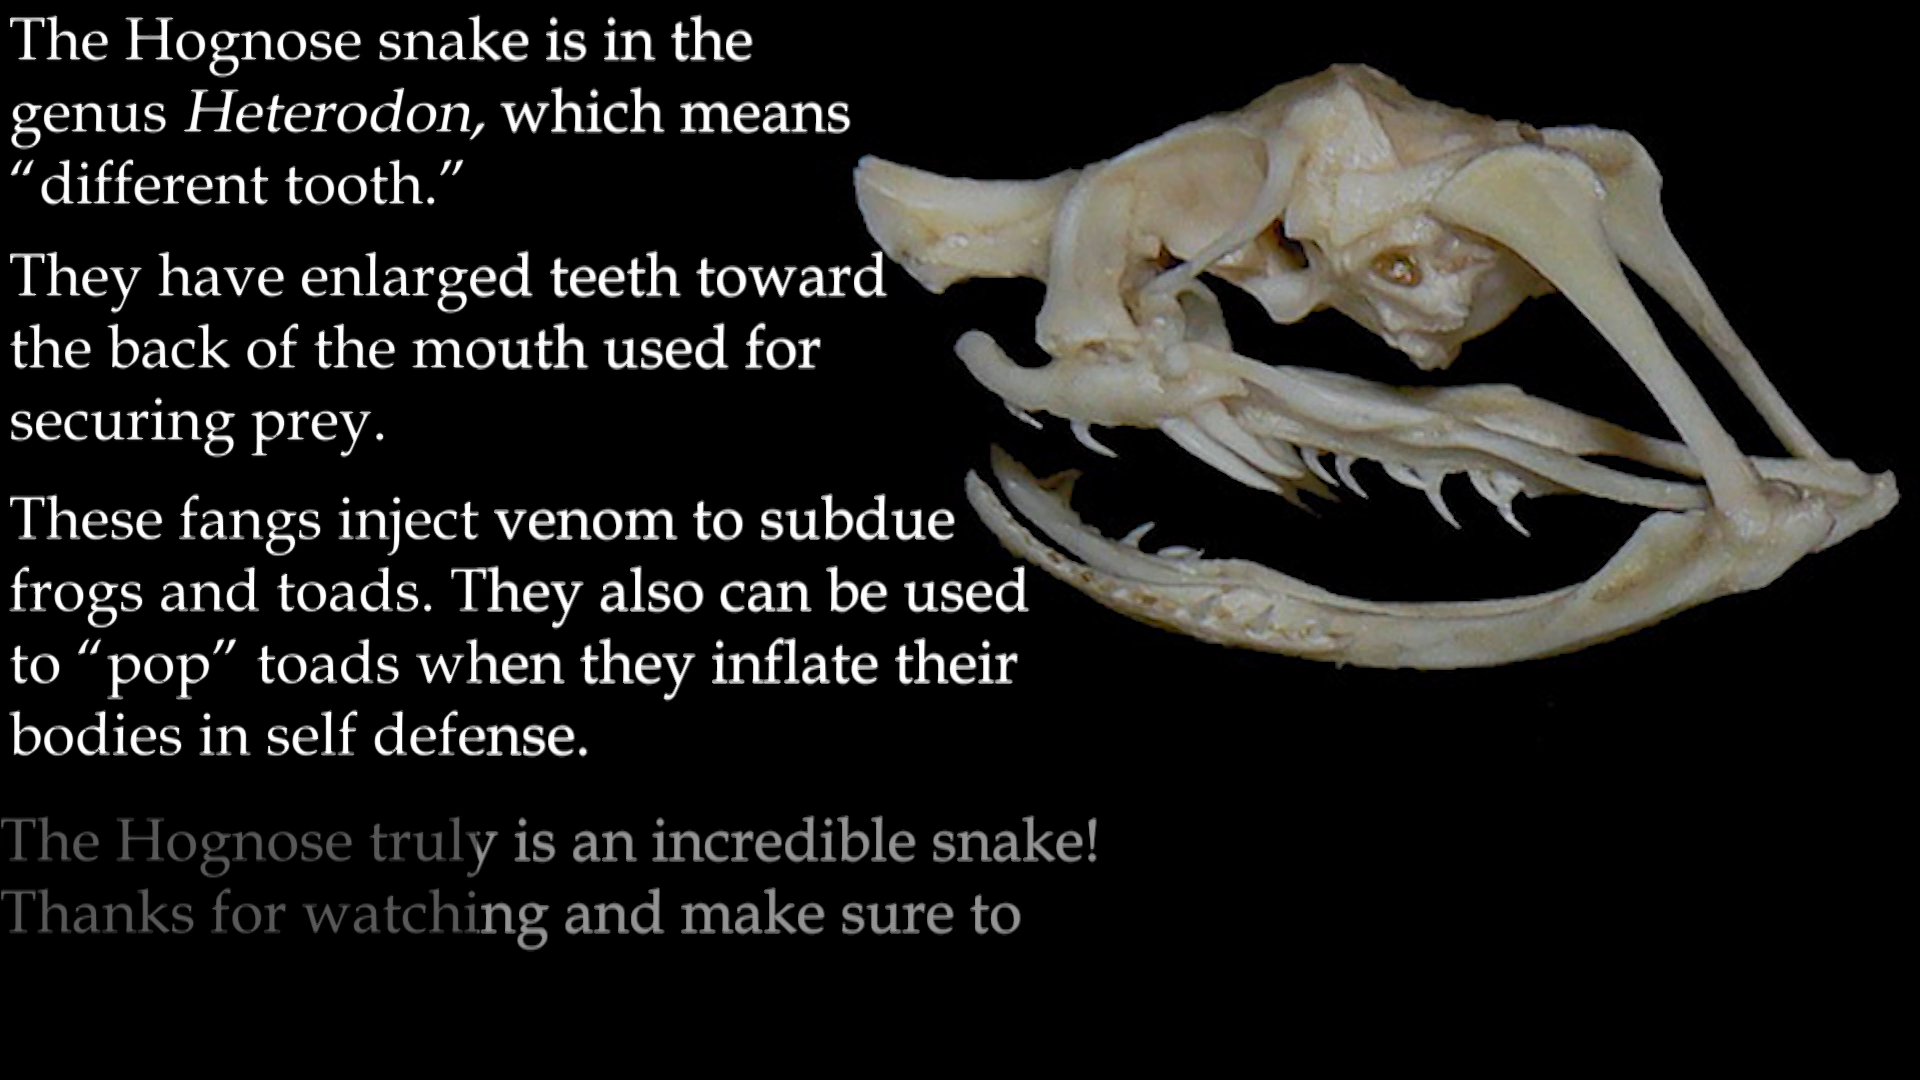 The Hognose snake is in the
genus Heterodon, which means
“different tooth.”
They have enlarged teeth toward
the back of the mouth used for
securing prey.
These fangs inject venom to subdue
frogs and toads. They also can be used
to “pop” toads when they inflate their
bodies in self defense.
The Hognose truly is an incredible snake!
Thanks for watching and make sure to